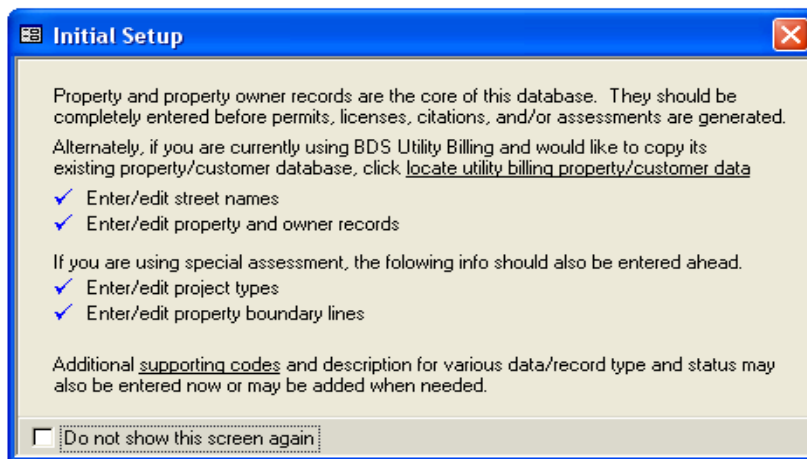 Initial Setup
Property and property owner records are the core of this database.  They should be
completely entered before permits, licenses, citations, and/or assessments are generated.
Alternately, if you are currently using BDS Utility Billing and would like to copy its
existing property/customer database, click locate utility billing property/customer data
Enter/edit street names
Enter/edit property and owner records
If you are using special assessment, the folowing info should also be entered ahead.
Enter/edit project types
Enter/edit property boundary lines
Additional supporting codes and description for various data/record type and status may
also be entered now or may be added when needed.
Do not show this screen again